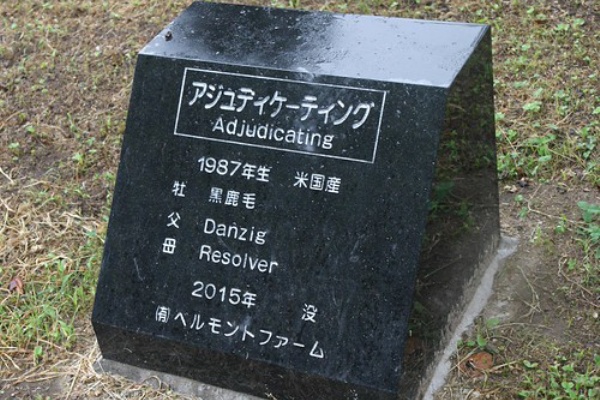 アジュディケーティング
Adjudicating
1987年生 米国産
牡 黒鹿毛
父 Danzig
母 Resolver
2015年 没
㈲ベルモントファーム